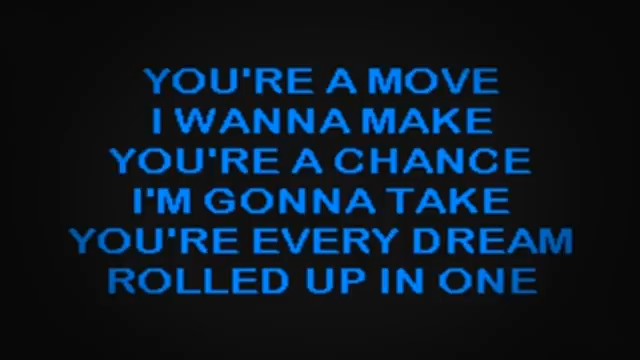 YOU'RE A MOVE
I WANNA MAKE
YOU'RE A CHANCE
I'M GONNA TAKE
YOU'RE EVERY DREAM
ROLLED UP IN ONE